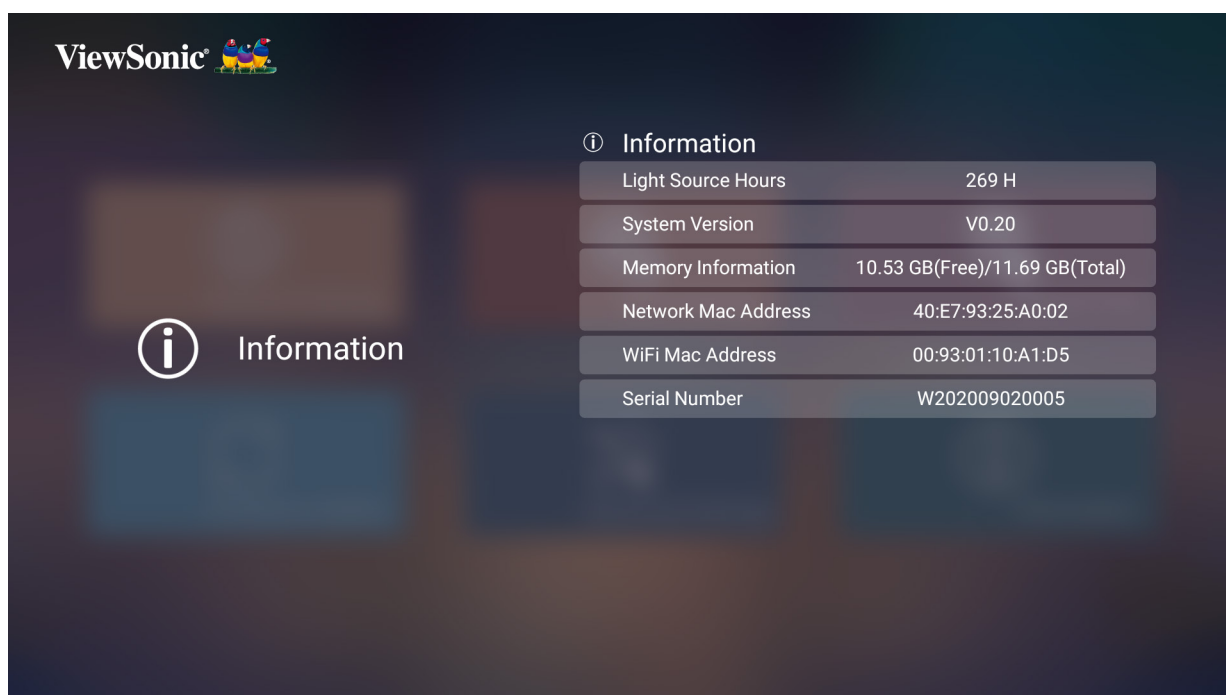 ViewSonic®
Information
Information
Light Source Hours 269 H
System Version V0.20
Memory Information 10.53 GB(Free)/11.69 GB(Total)
Network Mac Address 40:E7:93:25:A0:02
WiFi Mac Address 00:93:01:10:A1:D5
Serial Number W202009020005